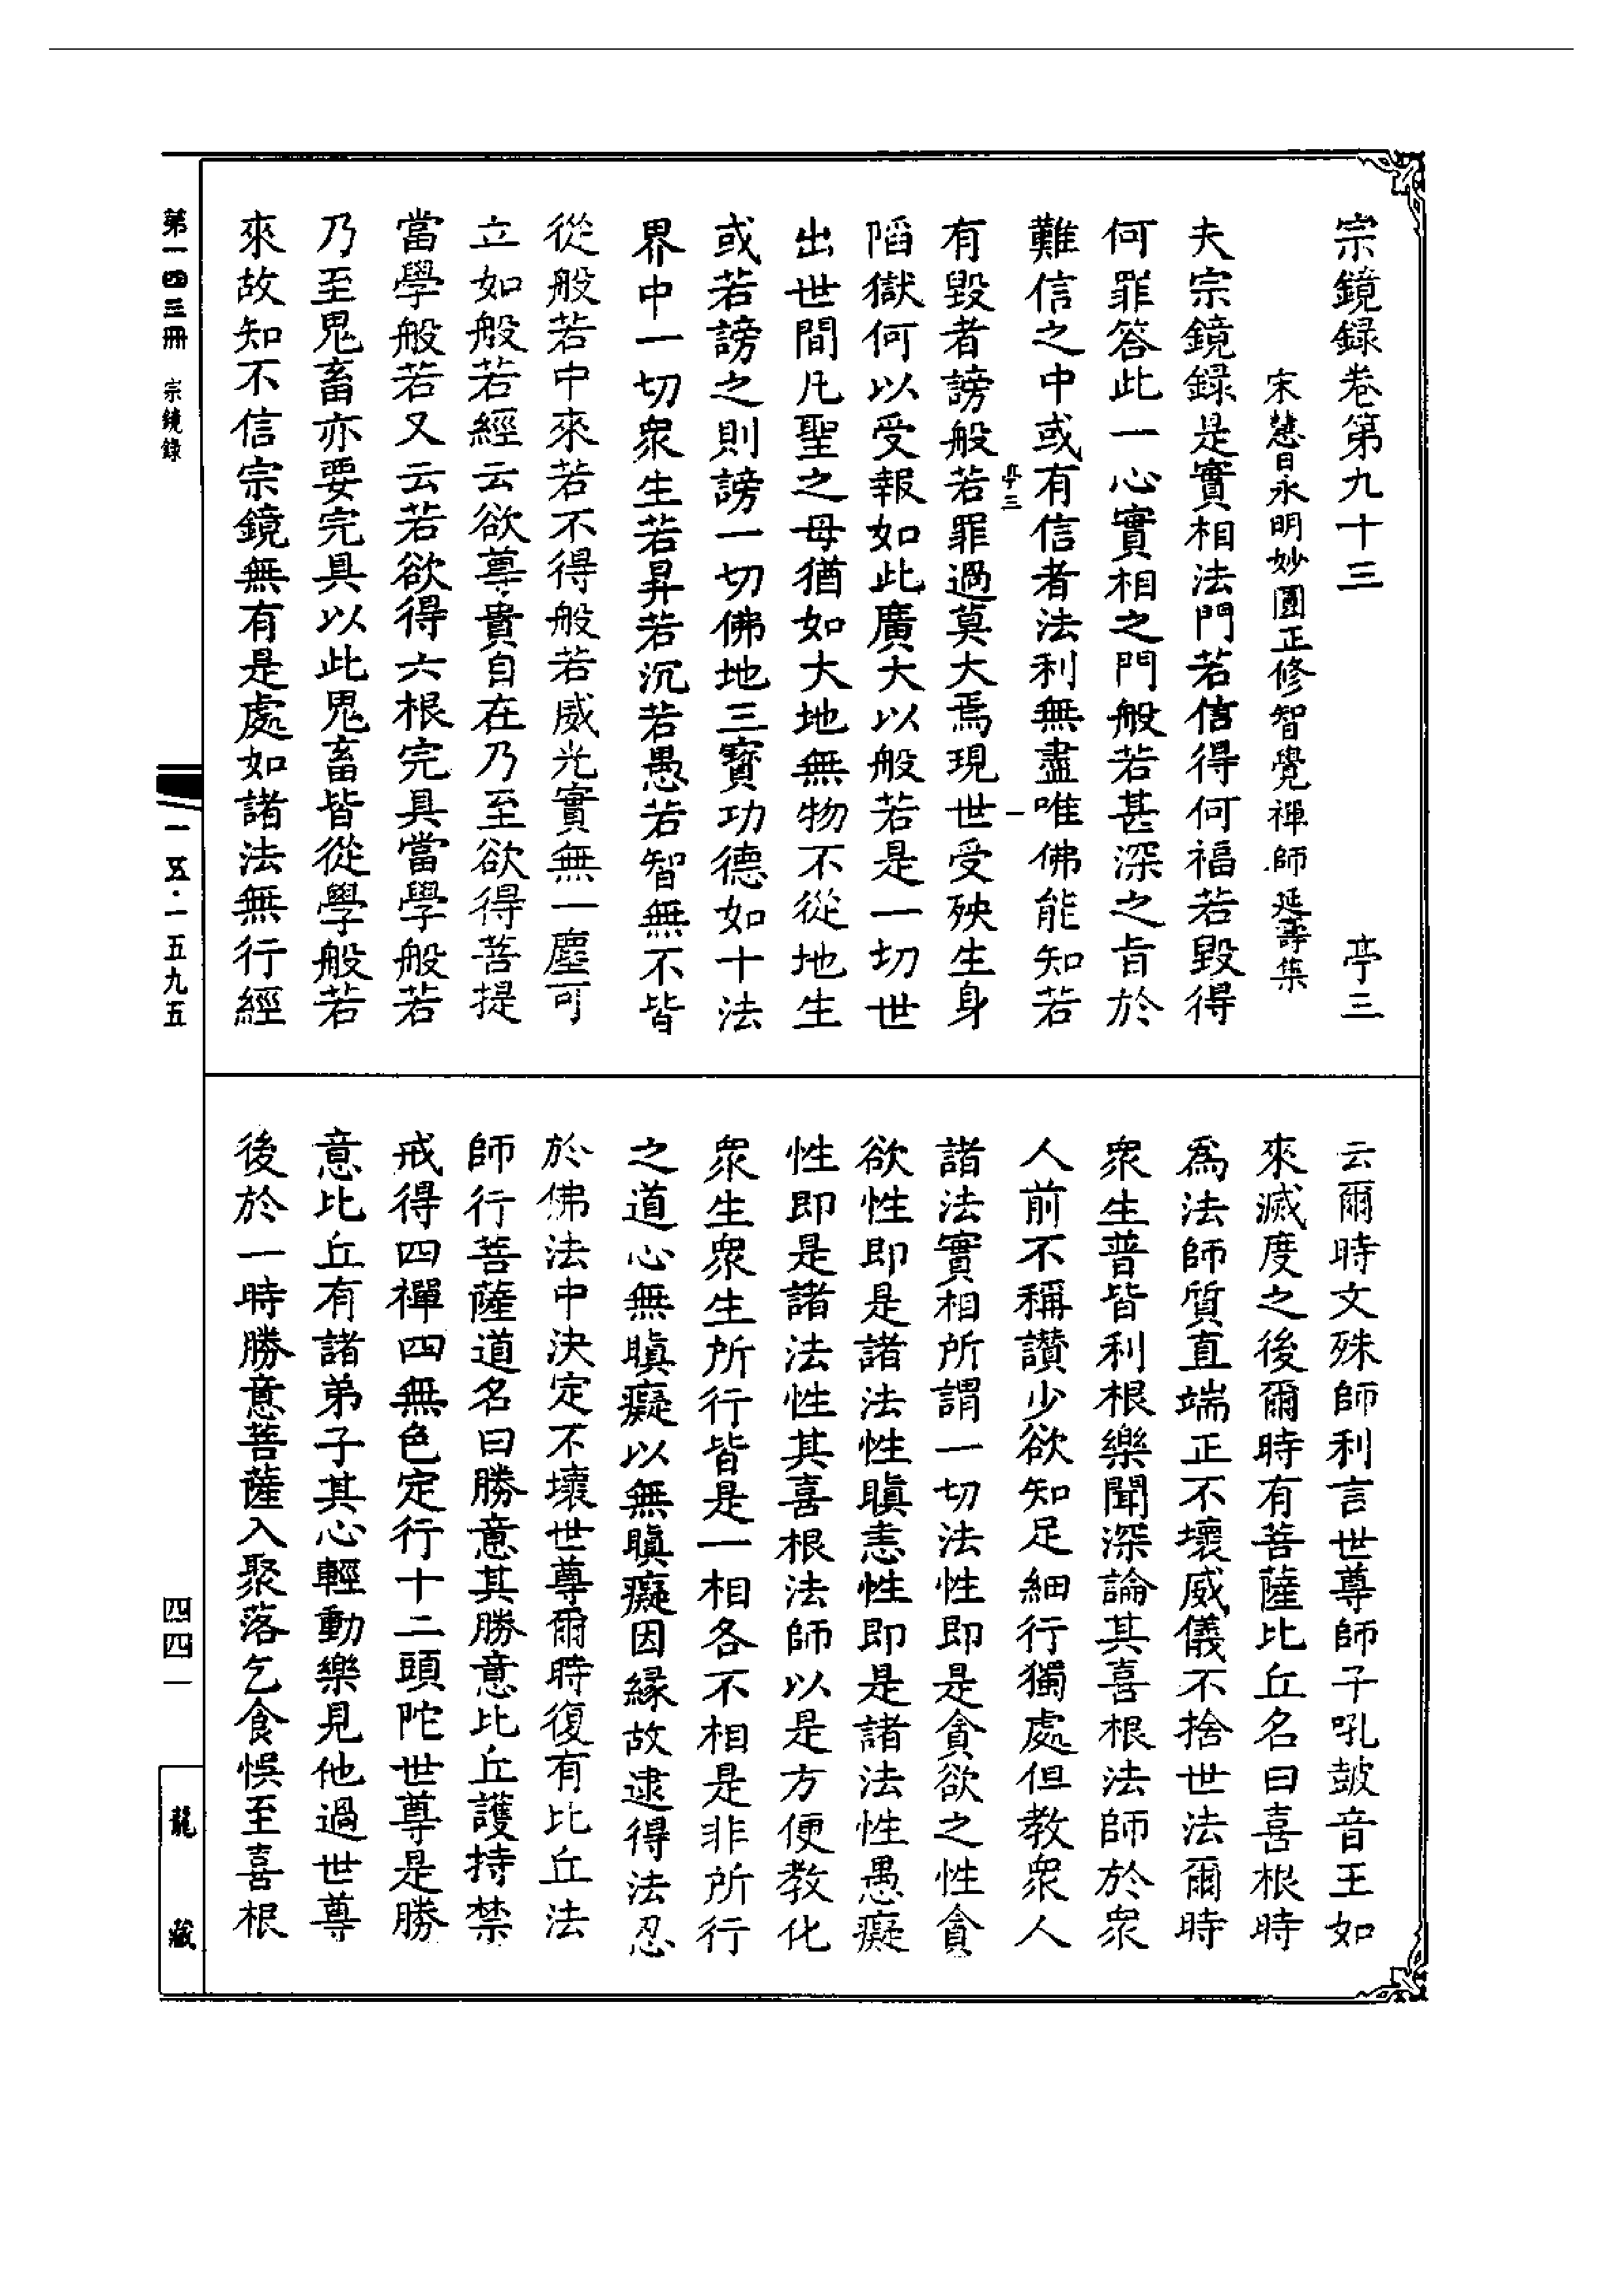 宗鏡録卷第九十三　亭三
宋慧日永明妙圓正修智覺禪師延壽集
夫宗鏡録是實相法門若信得何福若毀得
何罪答此一心實相之門般若甚深之旨於
難信之中或有信者法利無盡唯佛能知若
亭三　一
有毀者謗般若罪過莫大焉現世受殃生身
陷獄何以受報如此廣大以般若是一切世
出世間凡聖之母猶如大地無物不從地生
或若謗之則謗一切佛地三寳功德如十法
界中一切衆生若昇若沉若愚若智無不皆
從般若中來若不得般若威光實無一塵可
立如般若經云欲尊貴自在乃至欲得菩提
當學般若又云若欲得六根完具當學般若
乃至鬼畜亦要完具以此鬼畜皆從學般若
來故知不信宗鏡無有是處如諸法無行經
云爾時文殊師利言世尊師子吼皷音王如
來滅度之後爾時有菩薩比丘名曰喜根時
爲法師質直端正不壞威儀不捨世法爾時
衆生普皆利根樂聞深論其喜根法師於衆
人前不稱讚少欲知足細行獨處但教衆人
諸法實相所謂一切法性即是貪欲之性貪
欲性即是諸法性瞋恚性即是諸法性愚癡
性即是諸法性其喜根法師以是方便教化
衆生衆生所行皆是一相各不相是非所行
之道心無瞋癡以無瞋癡因緣故逮得法忍
於佛法中決定不壞世尊爾時復有比丘法
師行菩薩道名曰勝意其勝意比丘護持禁
戒得四禪四無色定行十二頭陀世尊是勝
意比丘有諸弟子其心輕動樂見他過世尊
後於一時勝意菩薩入聚落乞食悞至喜根
第一四三冊　宗鏡錄
一五·一五九五
四四一
龍藏